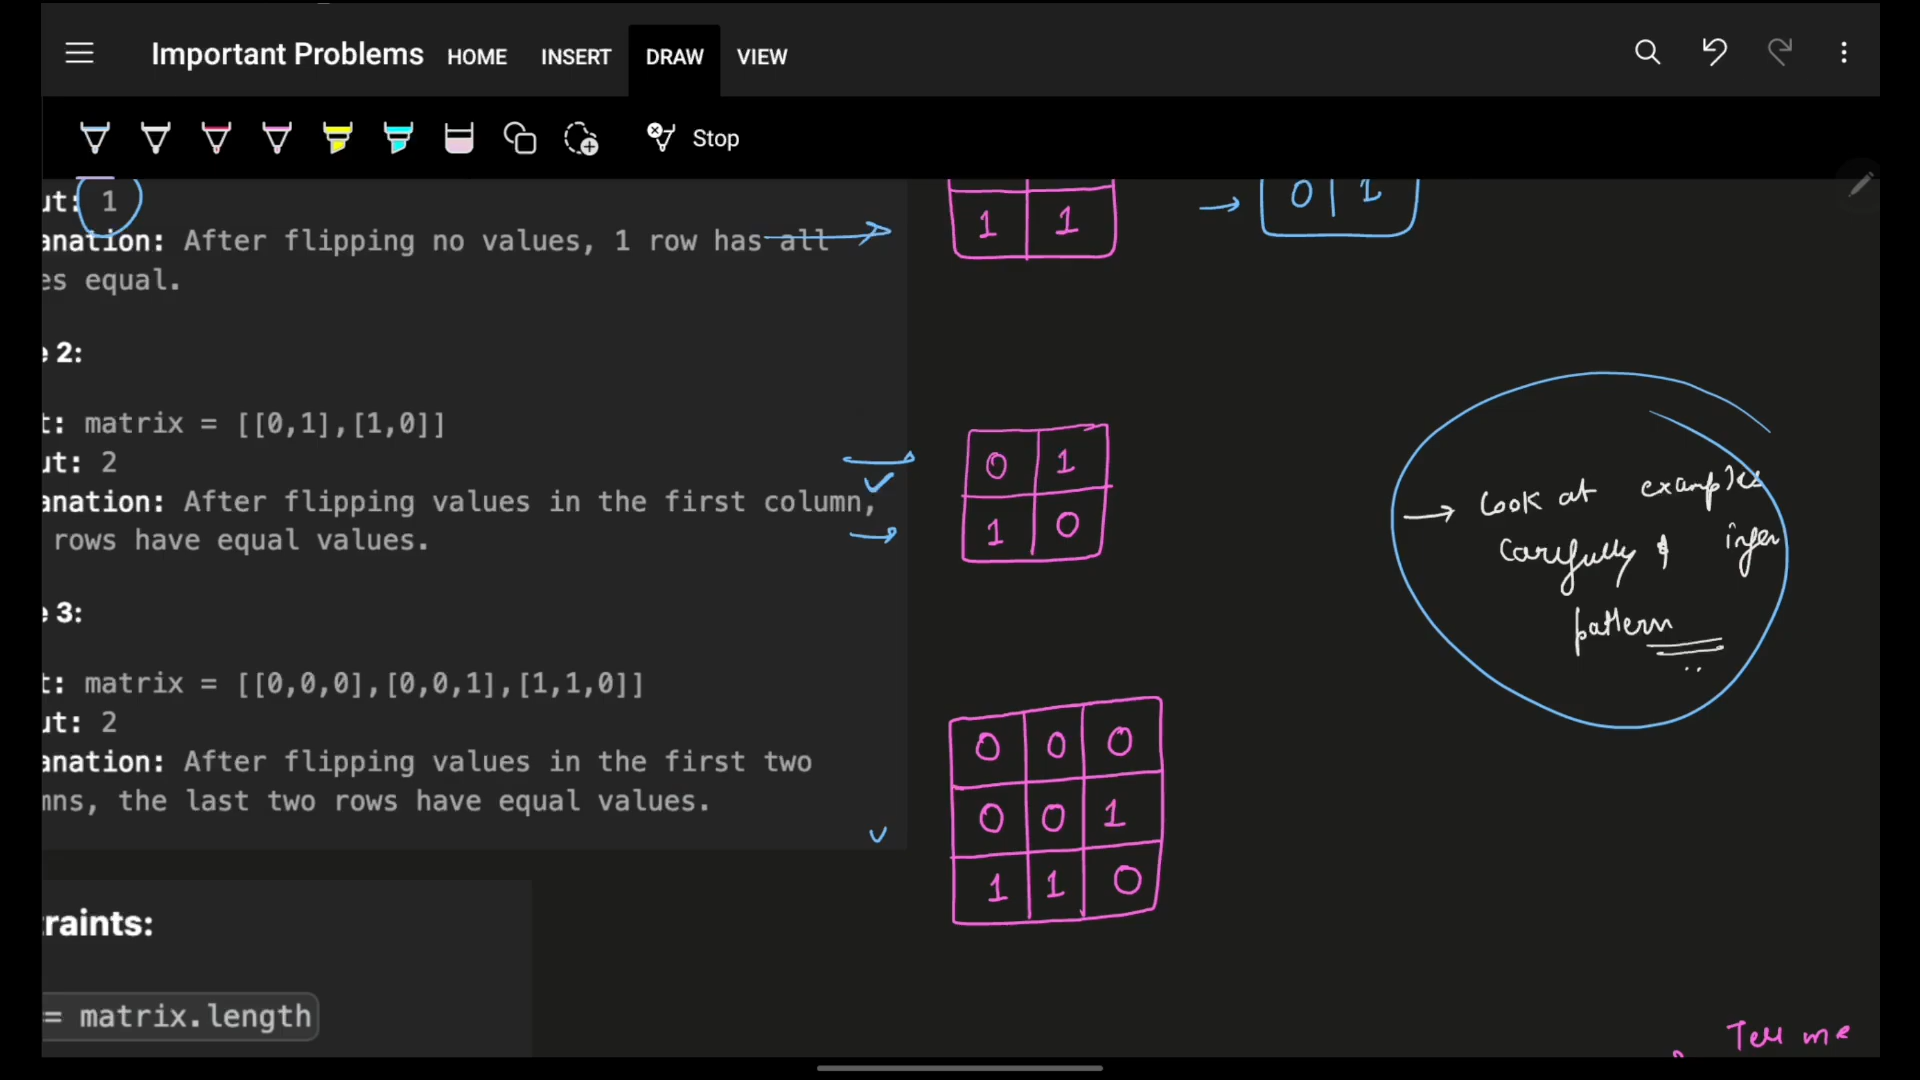 Important Problems HOME INSERT DRAW VIEW
Stop
ut: 1
anation: After flipping no values, 1 row has all
es equal.
e 2:
t: matrix = [[0,1],[1,0]]
ut: 2
anation: After flipping values in the first column,
rows have equal values.
e 3:
t: matrix = [[0,0,0],[0,0,1],[1,1,0]]
ut: 2
anation: After flipping values in the first two
mns, the last two rows have equal values.
raints:
= matrix.length
1 1
0 1
0 1
1 0
0 0 0
0 0 1
1 1 0
→ look at examples
carefully & infer
pattern
Tell me